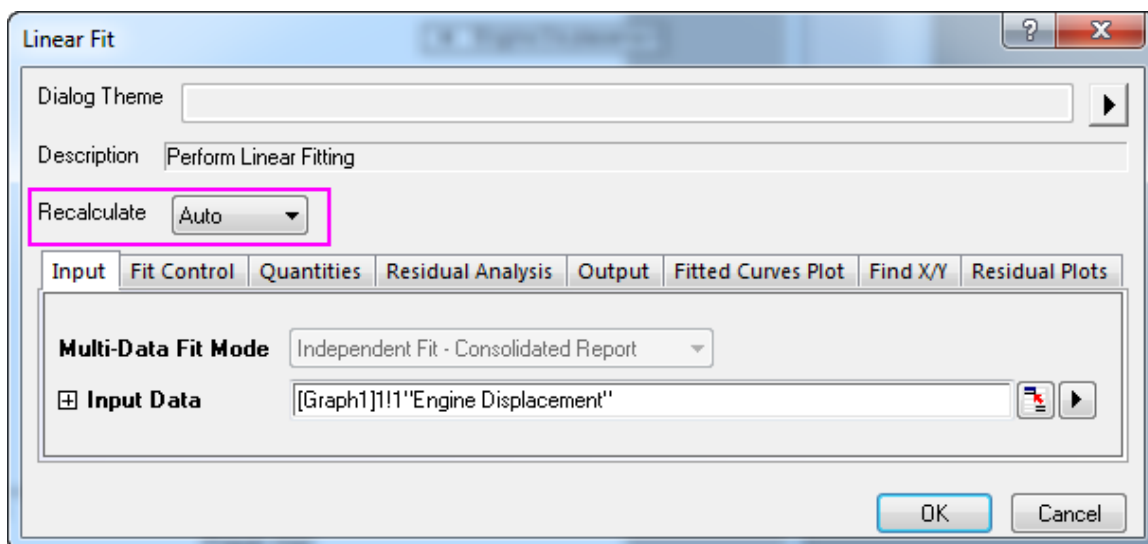 Linear Fit
Dialog Theme
Description Perform Linear Fitting
Recalculate Auto
Input Fit Control Quantities Residual Analysis Output Fitted Curves Plot Find X/Y Residual Plots
Multi-Data Fit Mode Independent Fit - Consolidated Report
Input Data [Graph1]1!1"Engine Displacement"
OK Cancel